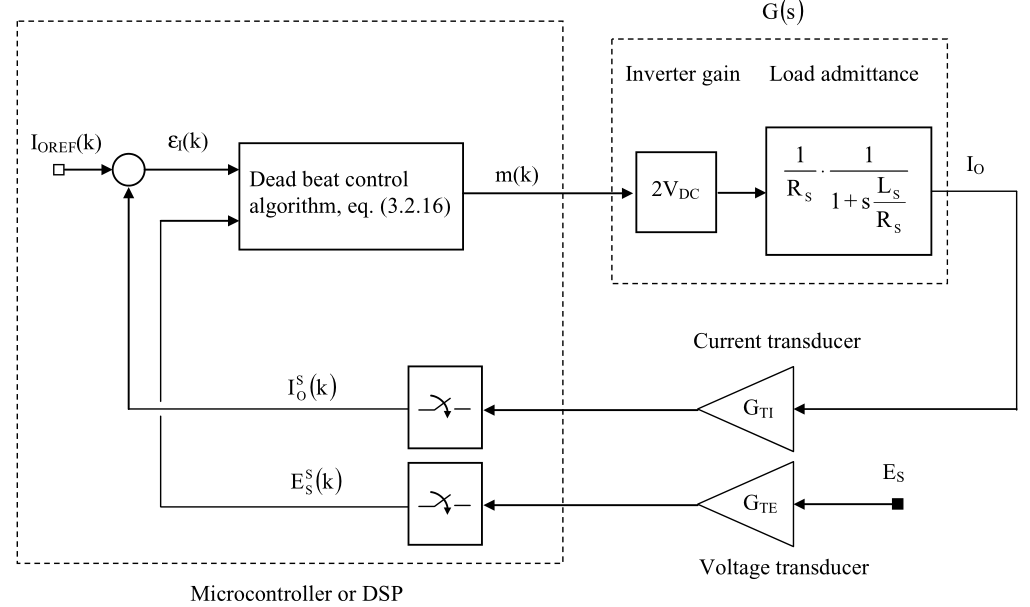 G(s)
Inverter gain Load admittance
I_OREF(k)
ε_I(k)
Dead beat control
algorithm, eq. (3.2.16)
m(k)
2V_DC
1/R_S · 1/(1+s L_S/R_S)
I_O
Current transducer
I_O^S(k)
G_TI
E_S^S(k)
G_TE
E_S
Voltage transducer
Microcontroller or DSP